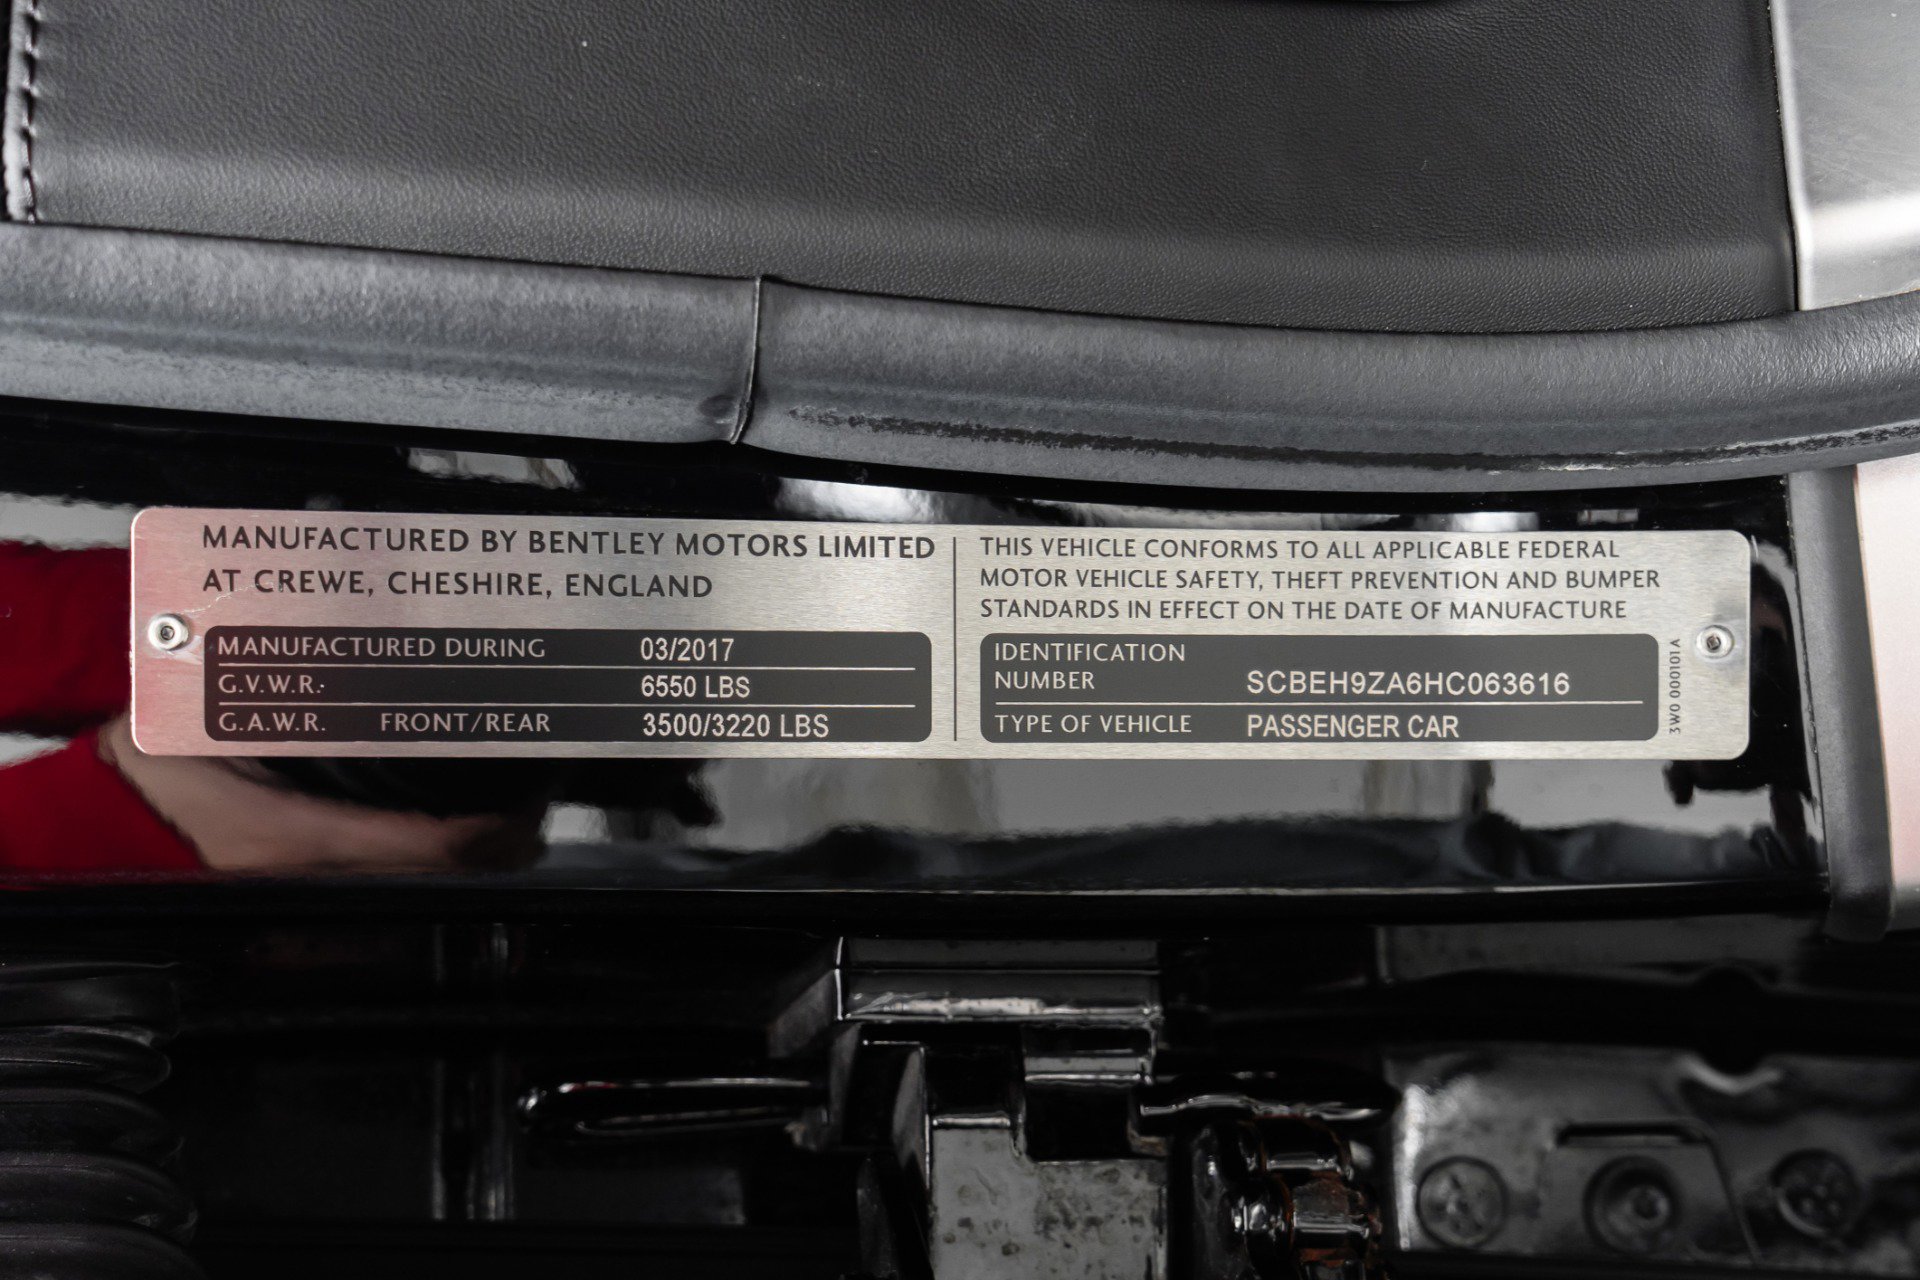 MANUFACTURED BY BENTLEY MOTORS LIMITED
AT CREWE, CHESHIRE, ENGLAND
MANUFACTURED DURING 03/2017
G.V.W.R. 6550 LBS
G.A.W.R. FRONT/REAR 3500/3220 LBS
THIS VEHICLE CONFORMS TO ALL APPLICABLE FEDERAL
MOTOR VEHICLE SAFETY, THEFT PREVENTION AND BUMPER
STANDARDS IN EFFECT ON THE DATE OF MANUFACTURE
IDENTIFICATION
NUMBER SCBEH9ZA6HC063616
TYPE OF VEHICLE PASSENGER CAR
3W0 000101A